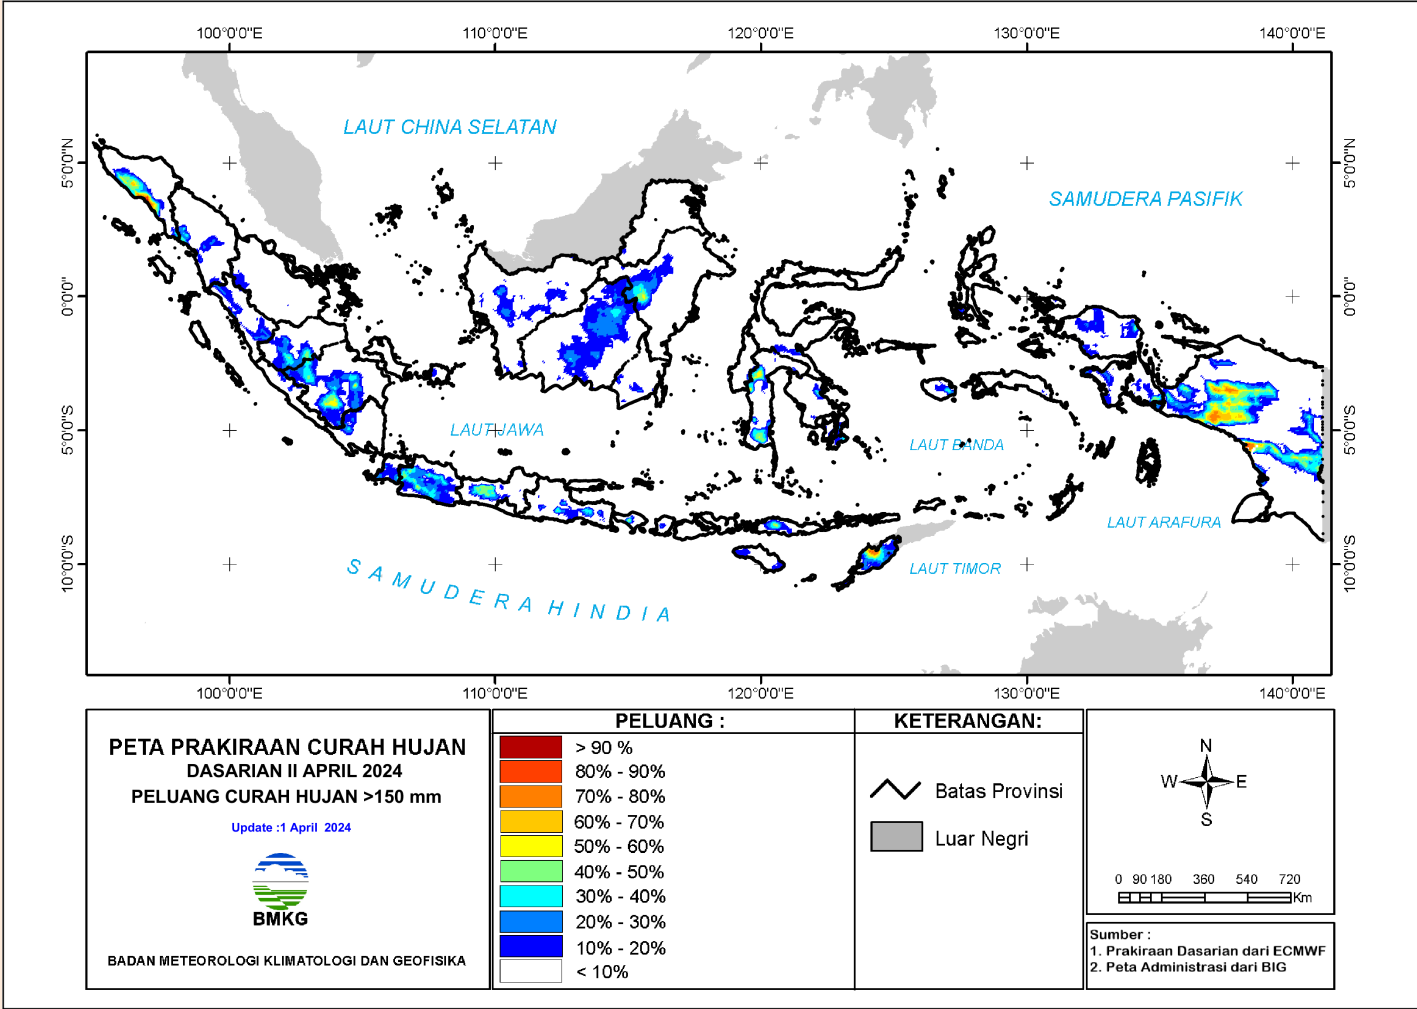 100°0'0"E 110°0'0"E 120°0'0"E 130°0'0"E 140°0'0"E
5°0'0"N
0°0'0"
5°0'0"S
10°0'0"S
LAUT CHINA SELATAN
SAMUDERA PASIFIK
LAUT JAWA
LAUT BANDA
LAUT ARAFURA
LAUT TIMOR
SAMUDERA HINDIA
5°0'0"N
0°0'0"
5°0'0"S
10°0'0"S
100°0'0"E 110°0'0"E 120°0'0"E 130°0'0"E 140°0'0"E
PETA PRAKIRAAN CURAH HUJAN
DASARIAN II APRIL 2024
PELUANG CURAH HUJAN >150 mm
Update :1 April 2024
BMKG
BADAN METEOROLOGI KLIMATOLOGI DAN GEOFISIKA
PELUANG :
> 90 %
80% - 90%
70% - 80%
60% - 70%
50% - 60%
40% - 50%
30% - 40%
20% - 30%
10% - 20%
< 10%
KETERANGAN:
Batas Provinsi
Luar Negri
N
W E
S
0 90 180 360 540 720
Km
Sumber :
1. Prakiraan Dasarian dari ECMWF
2. Peta Administrasi dari BIG